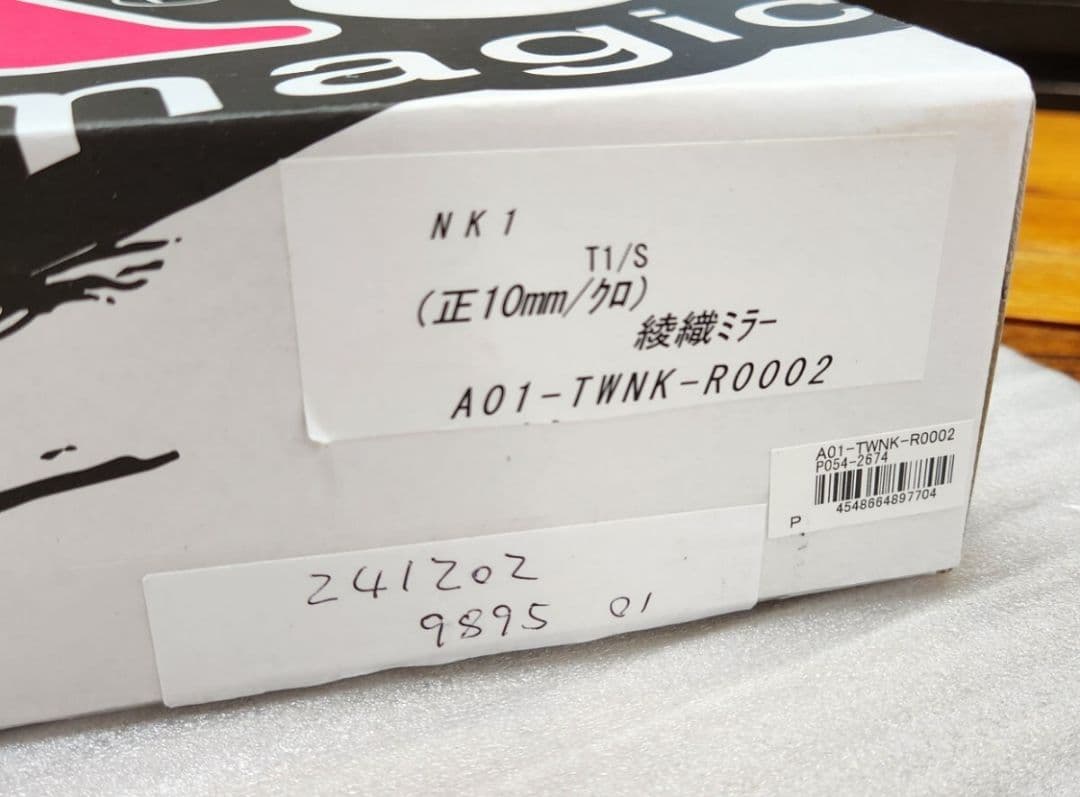 magic
NK1
T1/S
(正10mm/ｸﾛ)
綾織ミラー
A01-TWNK-R0002
A01-TWNK-R0002
P054-2674
4548664897704
P
241202
9895 01